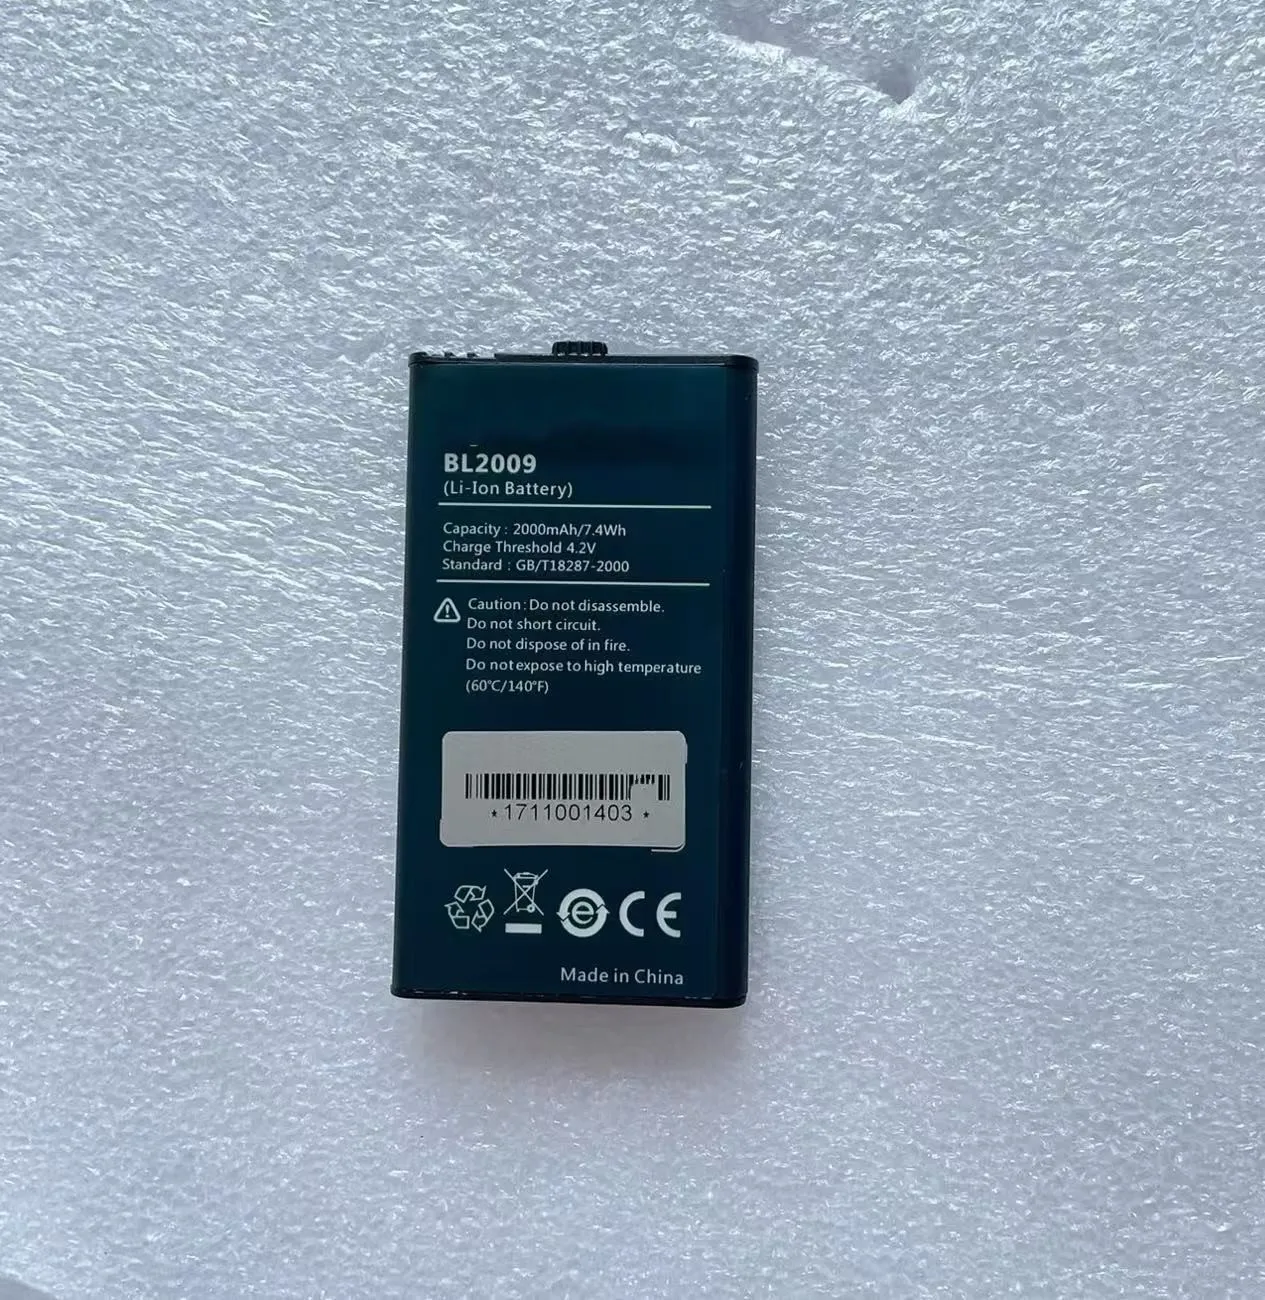 BL2009
(Li-Ion Battery)
Capacity : 2000mAh/7.4Wh
Charge Threshold 4.2V
Standard : GB/T18287-2000
Caution : Do not disassemble.
Do not short circuit.
Do not dispose of in fire.
Do not expose to high temperature
(60℃/140℉)
*1711001403*
CE
Made in China